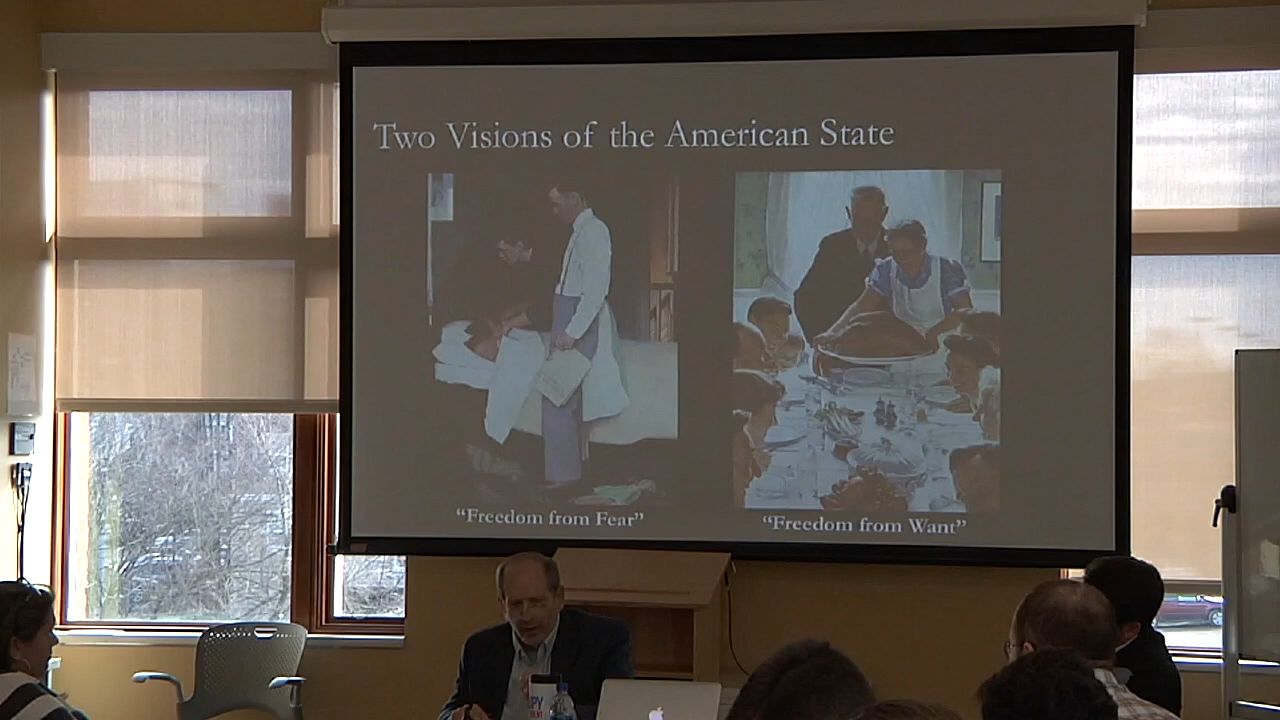 Two Visions of the American State
“Freedom from Fear”
“Freedom from Want”